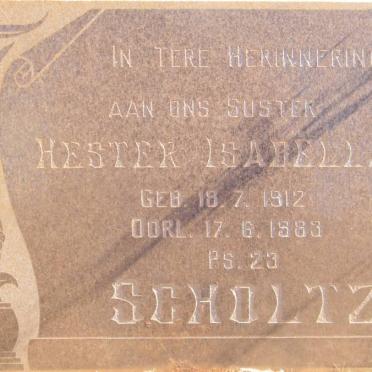 IN TERE HERINNERING
AAN ONS SUSTER
HESTER ISABELLA
GEB. 18. 7. 1912
OORL. 17. 6. 1983
PS. 23
SCHOLTZ